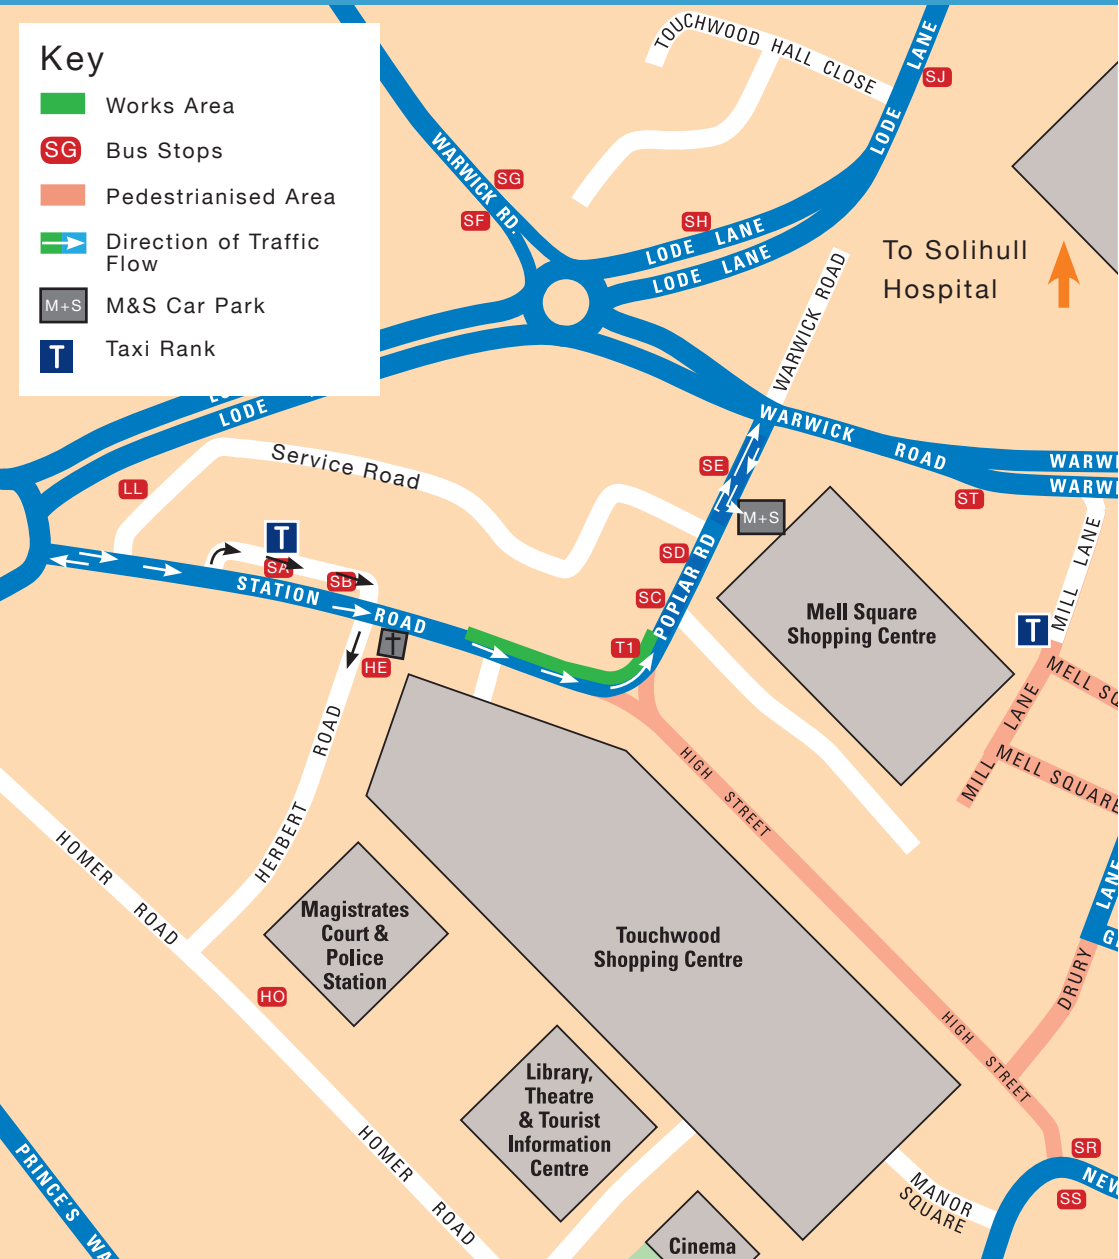 Key
Works Area
SG
Bus Stops
Pedestrianised Area
Direction of Traffic
Flow
M+S
M&S Car Park
T
Taxi Rank
TOUCHWOOD HALL CLOSE
LODE LANE
SJ
WARWICK RD.
SG
SF
SH
LODE LANE
LODE LANE
To Solihull
Hospital
WARWICK ROAD
LODE
WARWICK ROAD
WARWI
WARWI
Service Road
LL
SE
ST
M+S
T
SA
SB
SD
SC
POPLAR RD
MILL LANE
T
STATION ROAD
HE
T1
Mell Square
Shopping Centre
MELL SQ
MILL LANE
MELL SQUARE
HERBERT ROAD
HIGH STREET
HOMER ROAD
LANE
G
Magistrates
Court &
Police
Station
Touchwood
Shopping Centre
DRURY
HO
HIGH STREET
Library,
Theatre
& Tourist
Information
Centre
HOMER ROAD
PRINCE'S WA
SR
NEW
SS
MANOR
SQUARE
Cinema